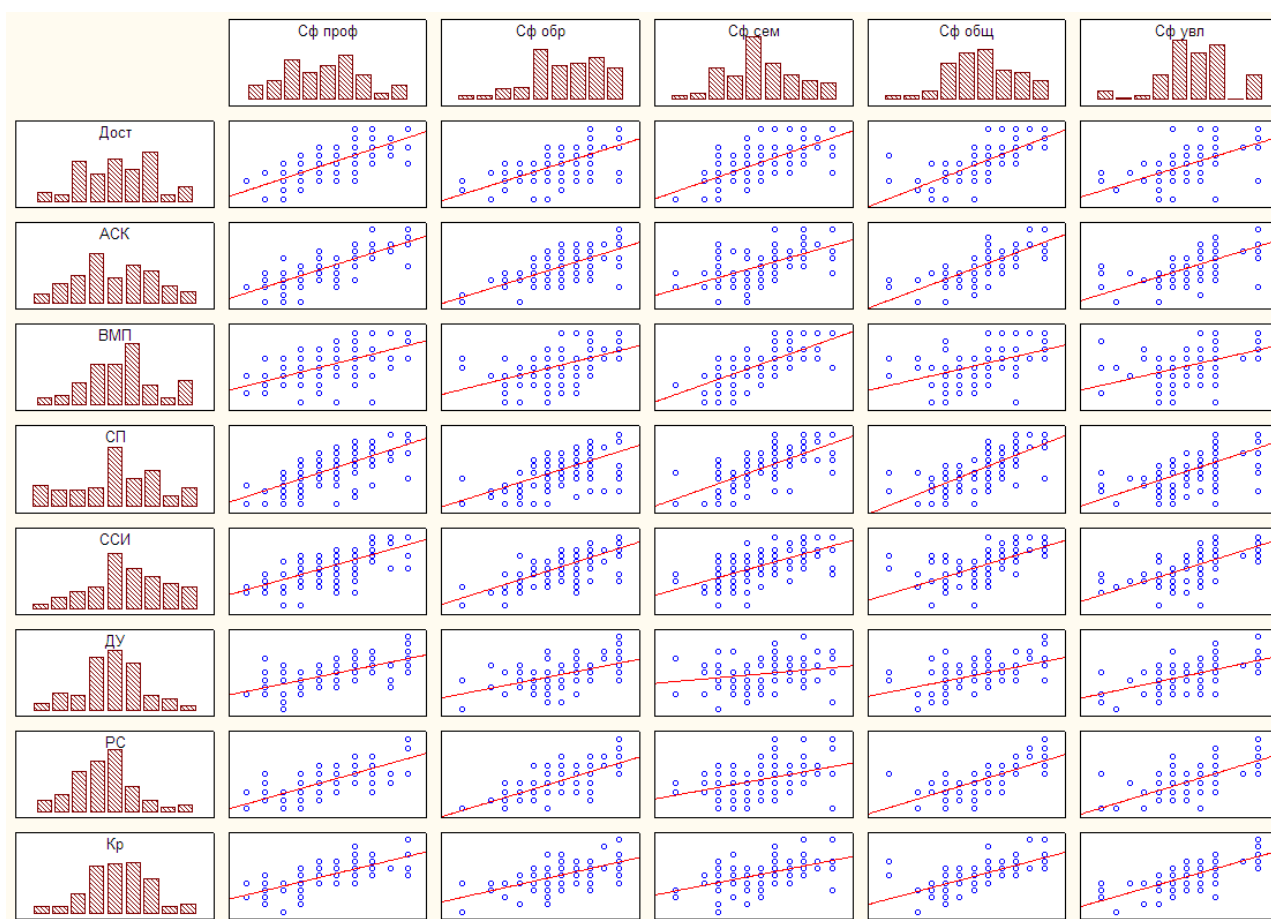 Сф проф
Сф обр
Сф сем
Сф общ
Сф увл
Дост
АСК
ВМП
СП
ССИ
ДУ
РС
Кр